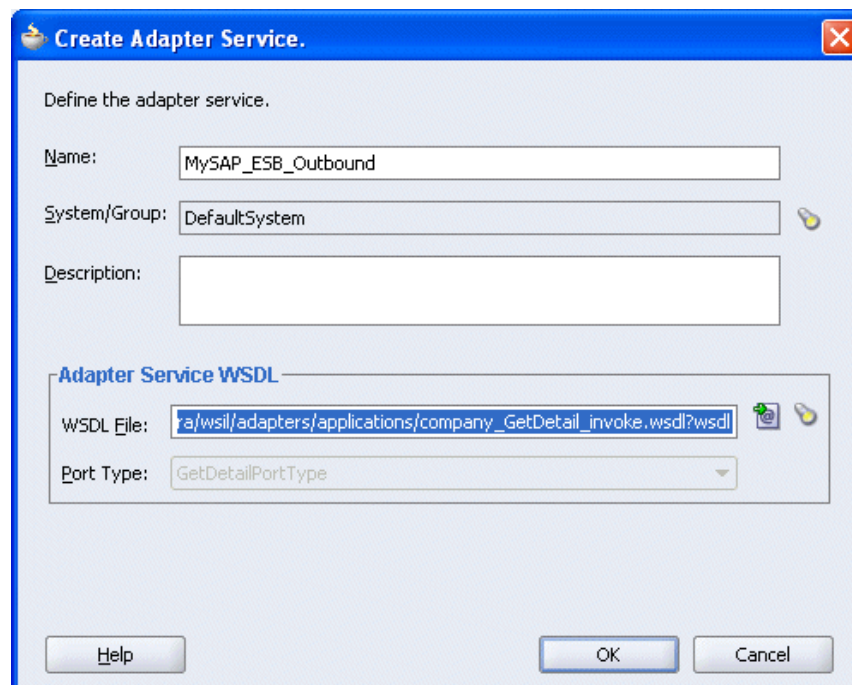 Create Adapter Service.
Define the adapter service.
Name: MySAP_ESB_Outbound
System/Group: DefaultSystem
Description:
Adapter Service WSDL
WSDL File: ra/wsil/adapters/applications/company_GetDetail_invoke.wsdl?wsdl
Port Type: GetDetailPortType
Help OK Cancel